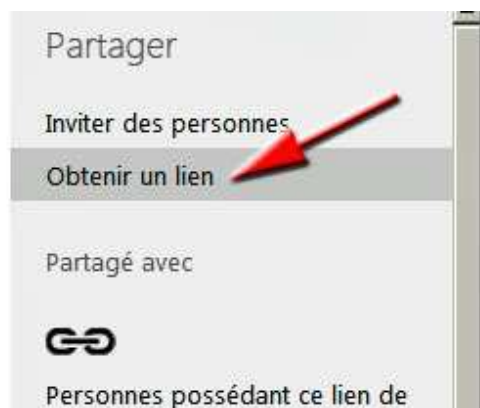 Partager
Inviter des personnes
Obtenir un lien
Partagé avec
Personnes possédant ce lien de